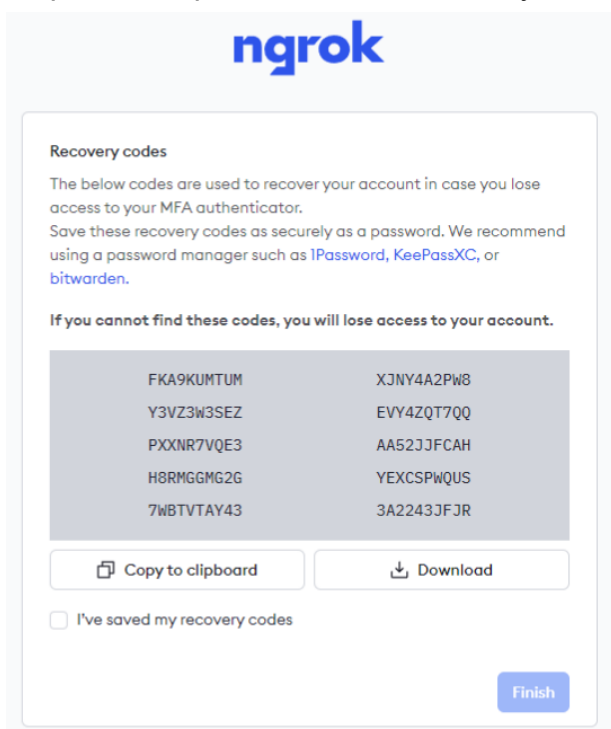 ngrok
Recovery codes
The below codes are used to recover your account in case you lose
access to your MFA authenticator.
Save these recovery codes as securely as a password. We recommend
using a password manager such as 1Password, KeePassXC, or
bitwarden.
If you cannot find these codes, you will lose access to your account.
FKA9KUMTUM XJNY4A2PW8
Y3VZ3W3SEZ EVY4ZQT7QQ
PXXNR7VQE3 AA52JJFCAH
H8RMGGMG2G YEXCSPWQUS
7WBTVTAY43 3A2243JFJR
Copy to clipboard Download
I've saved my recovery codes
Finish